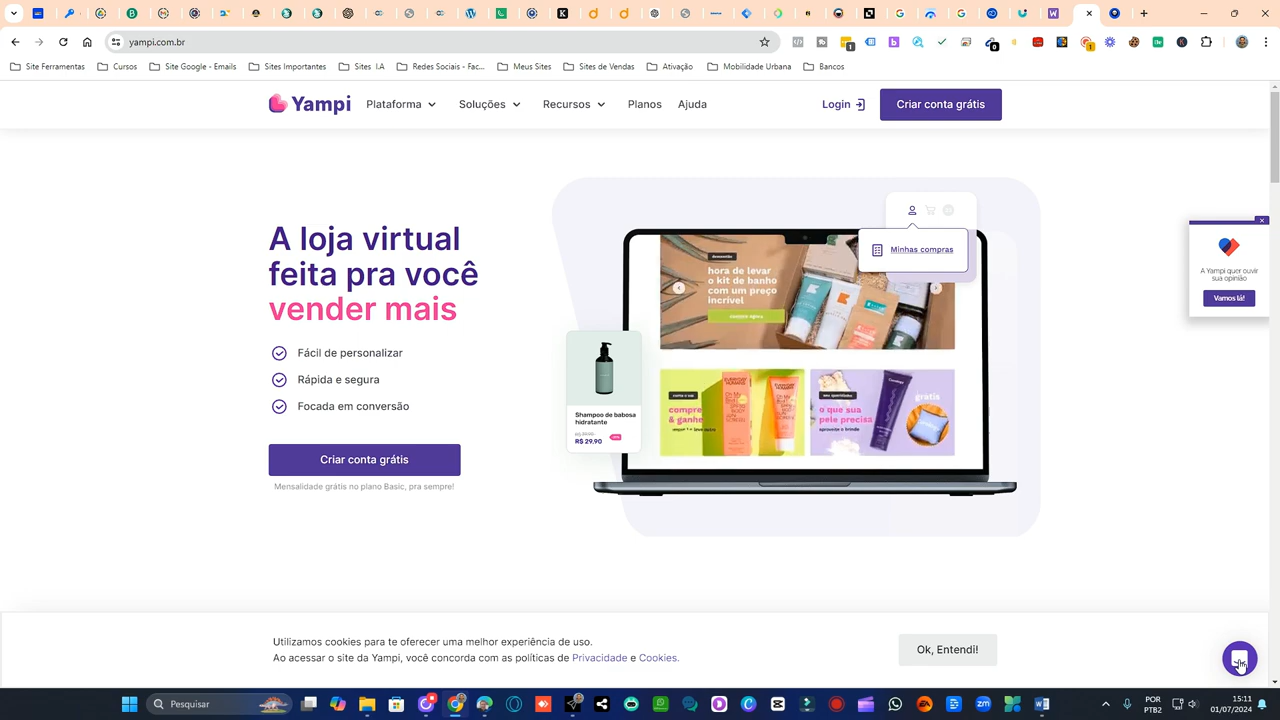 yampi.com.br
Site Ferramentas
Cursos
Site Google - Emails
Sites Importantes
Sites I.A
Redes Sociais - Fac...
Meus Sites
Sites de Vendas
Ativação
Mobilidade Urbana
Bancos
Yampi
Plataforma
Soluções
Recursos
Planos
Ajuda
Login
Criar conta grátis
A loja virtual
feita pra você
vender mais
Fácil de personalizar
Rápida e segura
Focada em conversão
Criar conta grátis
Mensalidade grátis no plano Basic, pra sempre!
Minhas compras
hora de levar
o kit de banho
com um preço
incrível
Shampoo de babosa
hidratante
R$ 29,90
compre
& ganhe
o que sua
pele precisa
aproveite o brinde
gratis
A Yampi quer ouvir
sua opinião
Vamos lá!
Utilizamos cookies para te oferecer uma melhor experiência de uso.
Ao acessar o site da Yampi, você concorda com as políticas de Privacidade e Cookies.
Ok, Entendi!
Pesquisar
POR
PTB2
15:11
01/07/2024